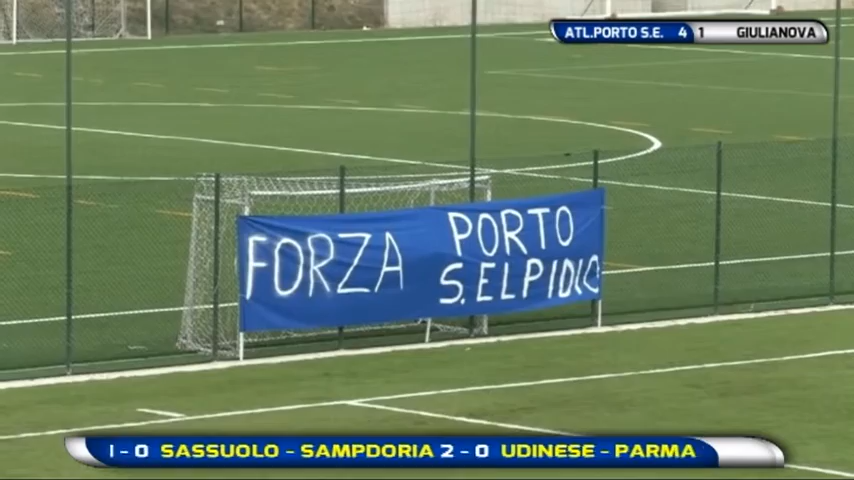 ATL.PORTO S.E. 4 1 GIULIANOVA
FORZA PORTO
S.ELPIDIO
1-0 SASSUOLO - SAMPDORIA 2-0 UDINESE - PARMA